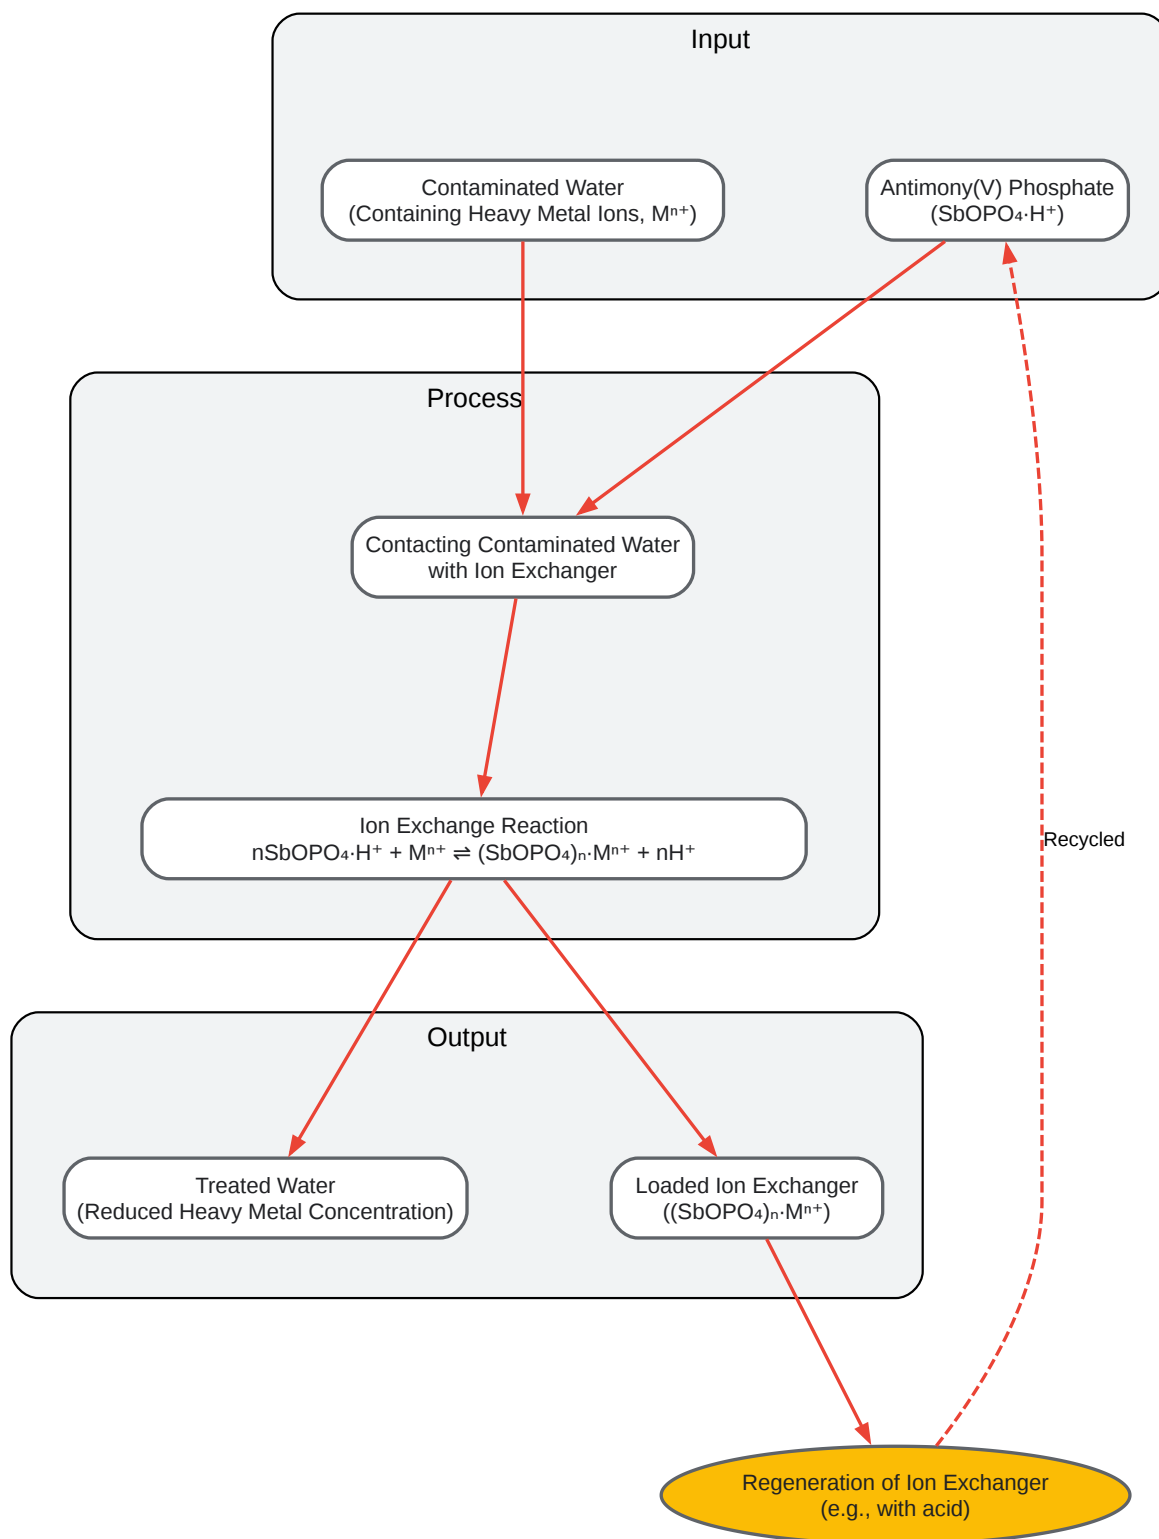 Input
Contaminated Water
(Containing Heavy Metal Ions, Mⁿ⁺)
Antimony(V) Phosphate
(SbOPO₄·H⁺)
Process
Contacting Contaminated Water
with Ion Exchanger
Ion Exchange Reaction
nSbOPO₄·H⁺ + Mⁿ⁺ ⇌ (SbOPO₄)ₙ·Mⁿ⁺ + nH⁺
Recycled
Output
Treated Water
(Reduced Heavy Metal Concentration)
Loaded Ion Exchanger
((SbOPO₄)ₙ·Mⁿ⁺)
Regeneration of Ion Exchanger
(e.g., with acid)